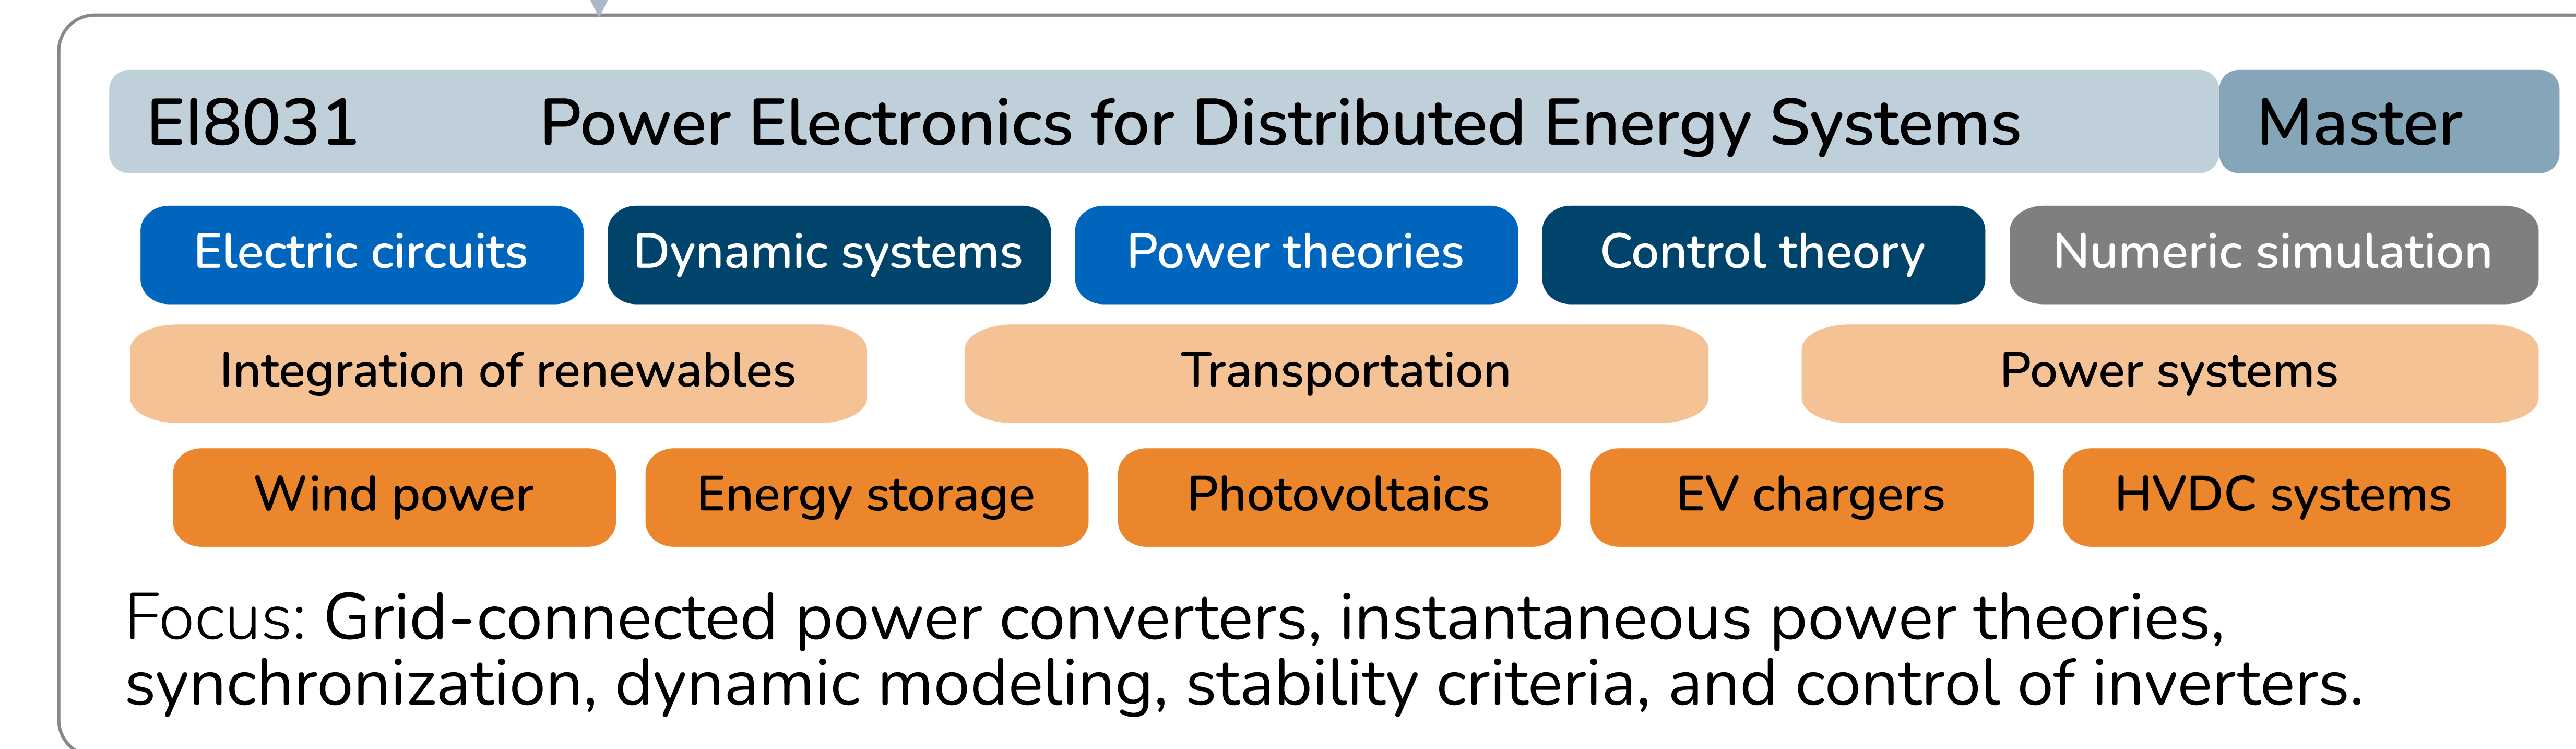 EI8031 Power Electronics for Distributed Energy Systems Master
Electric circuits Dynamic systems Power theories Control theory Numeric simulation
Integration of renewables Transportation Power systems
Wind power Energy storage Photovoltaics EV chargers HVDC systems
Focus: Grid-connected power converters, instantaneous power theories,
synchronization, dynamic modeling, stability criteria, and control of inverters.